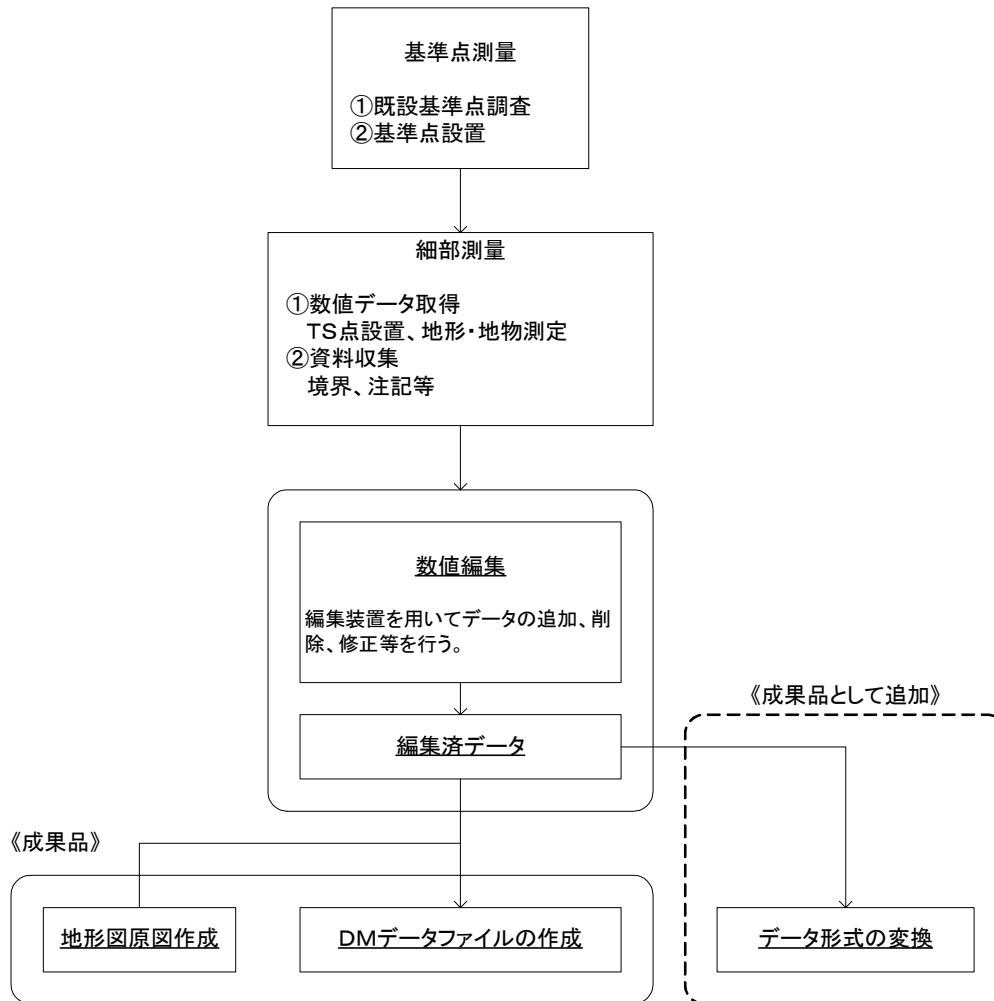 基準点測量
①既設基準点調査
②基準点設置
細部測量
①数値データ取得
TS点設置、地形・地物測定
②資料収集
境界、注記等
数値編集
編集装置を用いてデータの追加、削
除、修正等を行う。
《成果品として追加》
編集済データ
《成果品》
地形図原図作成
DMデータファイルの作成
データ形式の変換